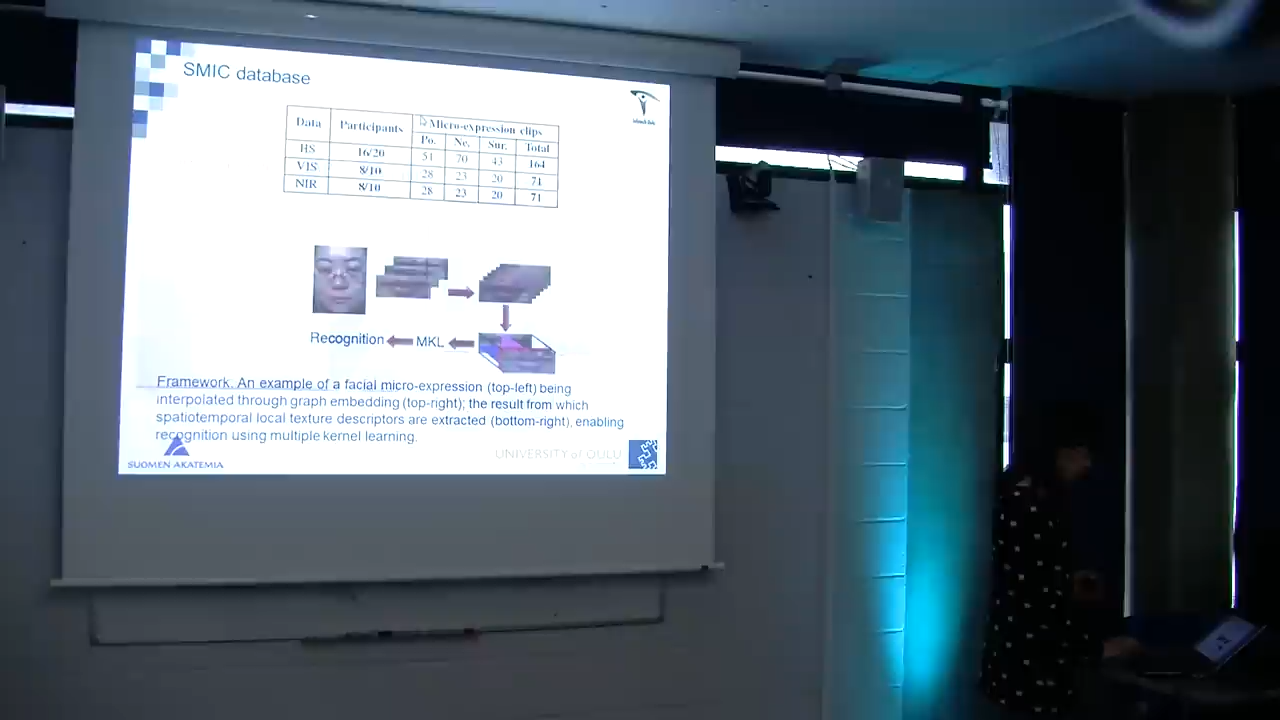 SMIC database
Data Participants Micro-expression clips
Po. Ne. Sur. Total
HS 16/20 51 70 43 164
VIS 8/10 28 23 20 71
NIR 8/10 28 23 20 71
Recognition MKL
Framework. An example of a facial micro-expression (top-left) being
interpolated through graph embedding (top-right); the result from which
spatiotemporal local texture descriptors are extracted (bottom-right), enabling
recognition using multiple kernel learning.
SUOMEN AKATEMIA
UNIVERSITY of OULU